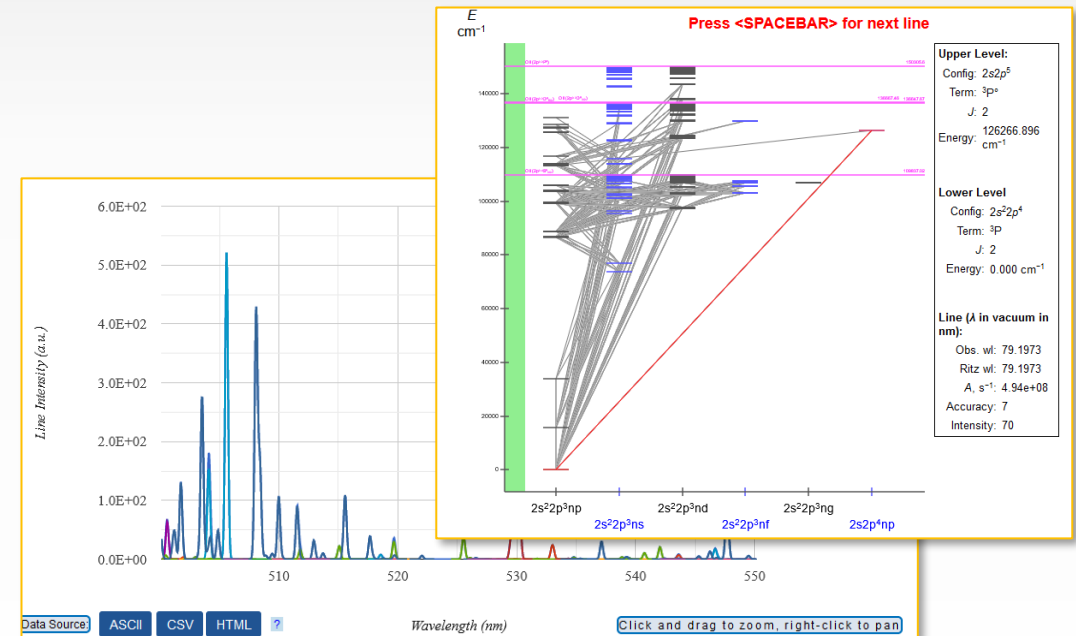 E
cm⁻¹
Press <SPACEBAR> for next line
140000
120000
100000
80000
60000
40000
20000
0
2s²2p³np
2s²2p³nd
2s²2p³ng
2s²2p³ns
2s²2p³nf
2s2p⁴np
Upper Level:
Config: 2s2p⁵
Term: ³P°
J: 2
Energy: 126266.896
cm⁻¹
Lower Level
Config: 2s²2p⁴
Term: ³P
J: 2
Energy: 0.000 cm⁻¹
Line (λ in vacuum in
nm):
Obs. wl: 79.1973
Ritz wl: 79.1973
A, s⁻¹: 4.94e+08
Accuracy: 7
Intensity: 70
Line Intensity (a.u.)
6.0E+02
5.0E+02
4.0E+02
3.0E+02
2.0E+02
1.0E+02
0.0E+00
510
520
530
540
550
Data Source:
ASCII
CSV
HTML
?
Wavelength (nm)
Click and drag to zoom, right-click to pan